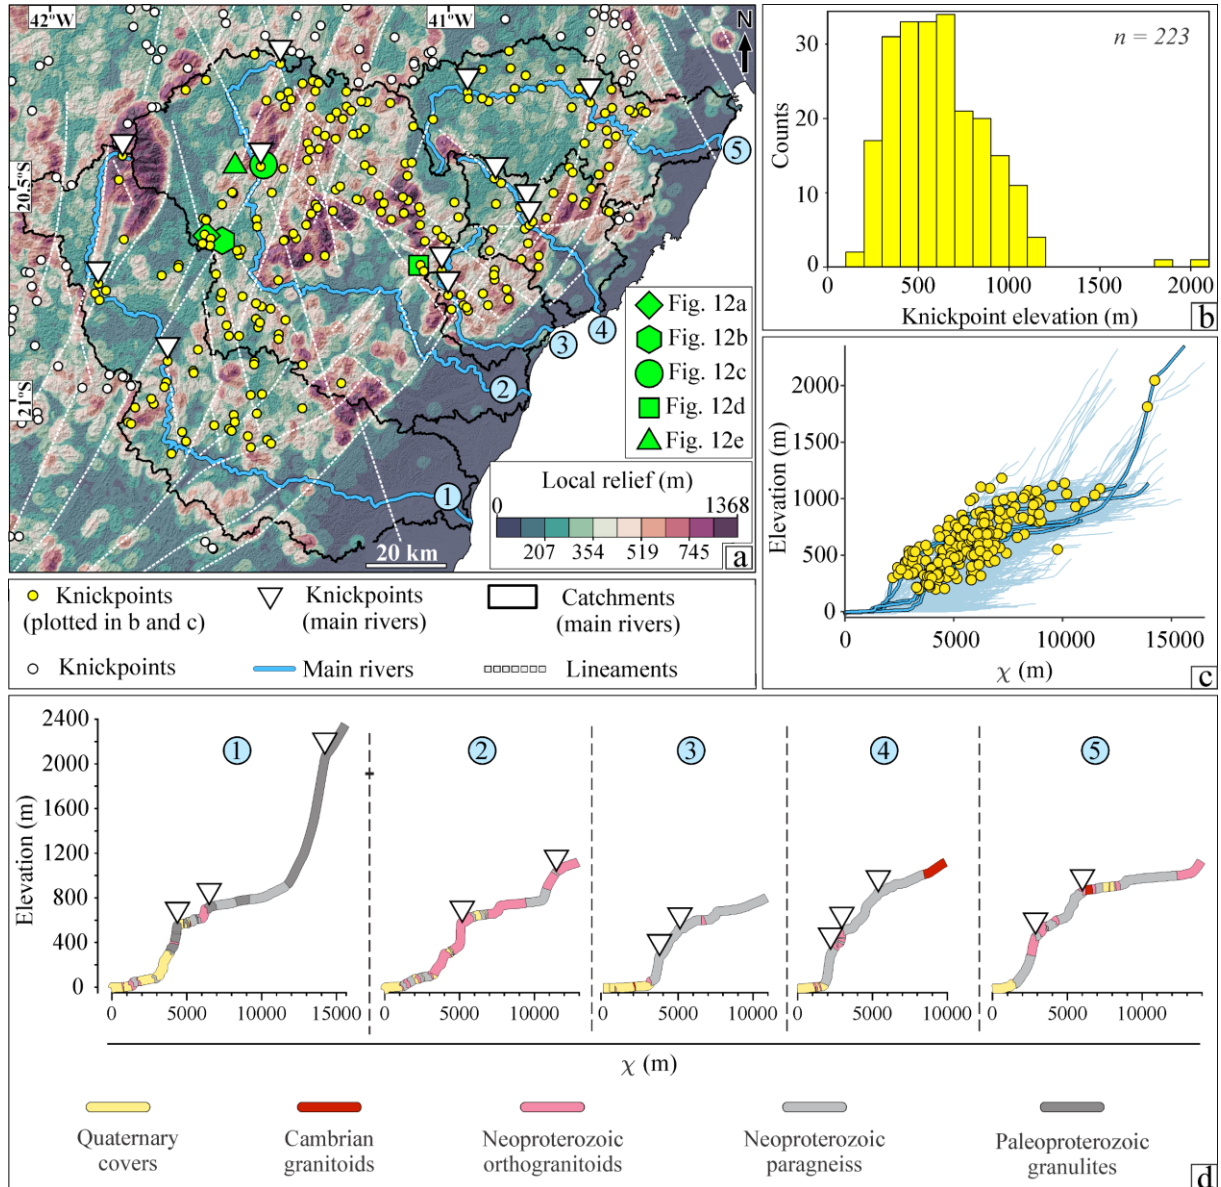 42°W
41°W
N
20.5°S
21°S
5
4
3
2
1
Fig. 12a
Fig. 12b
Fig. 12c
Fig. 12d
Fig. 12e
Local relief (m)
0 1368
207 354 519 745
20 km
a
Knickpoints
(plotted in b and c)
Knickpoints
(main rivers)
Catchments
(main rivers)
Knickpoints
Main rivers
Lineaments
n = 223
Counts
30
20
10
0
0 500 1000 1500 2000
Knickpoint elevation (m)
b
Elevation (m)
2000
1500
1000
500
0
0 5000 10000 15000
χ (m)
c
Elevation (m)
2400
2000
1600
1200
800
400
0
1 2 3 4 5
0 5000 10000 15000
0 5000 10000
0 5000 10000
0 5000 10000
0 5000 10000
χ (m)
Quaternary
covers
Cambrian
granitoids
Neoproterozoic
orthogranitoids
Neoproterozoic
paragneiss
Paleoproterozoic
granulites
d